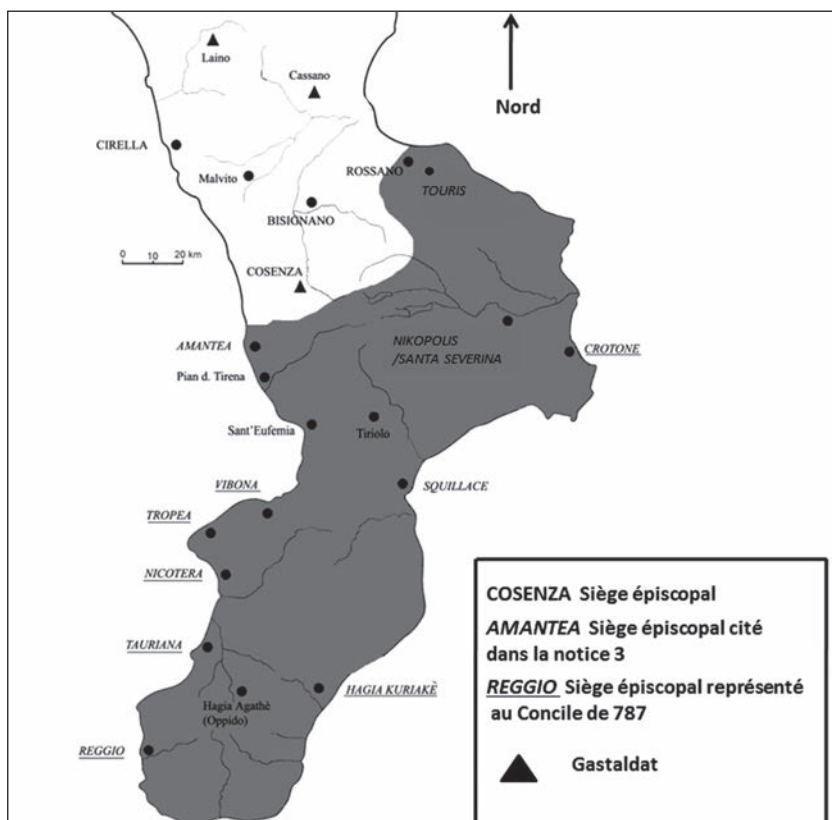 Laino
Cassano
Nord
CIRELLA
ROSSANO
Malvito
TOURIS
BISIGNANO
0 10 20 km
COSENZA
AMANTEA
NIKOPOLIS
/SANTA SEVERINA
CROTONE
Pian d. Tirena
Sant'Eufemia
Tiriolo
VIBONA
SQUILLACE
TROPEA
NICOTERA
TAURIANA
HAGIA KURIAKÈ
Hagia Agathè
(Oppido)
REGGIO
COSENZA Siège épiscopal
AMANTEA Siège épiscopal cité
dans la notice 3
REGGIO Siège épiscopal représenté
au Concile de 787
Gastaldat